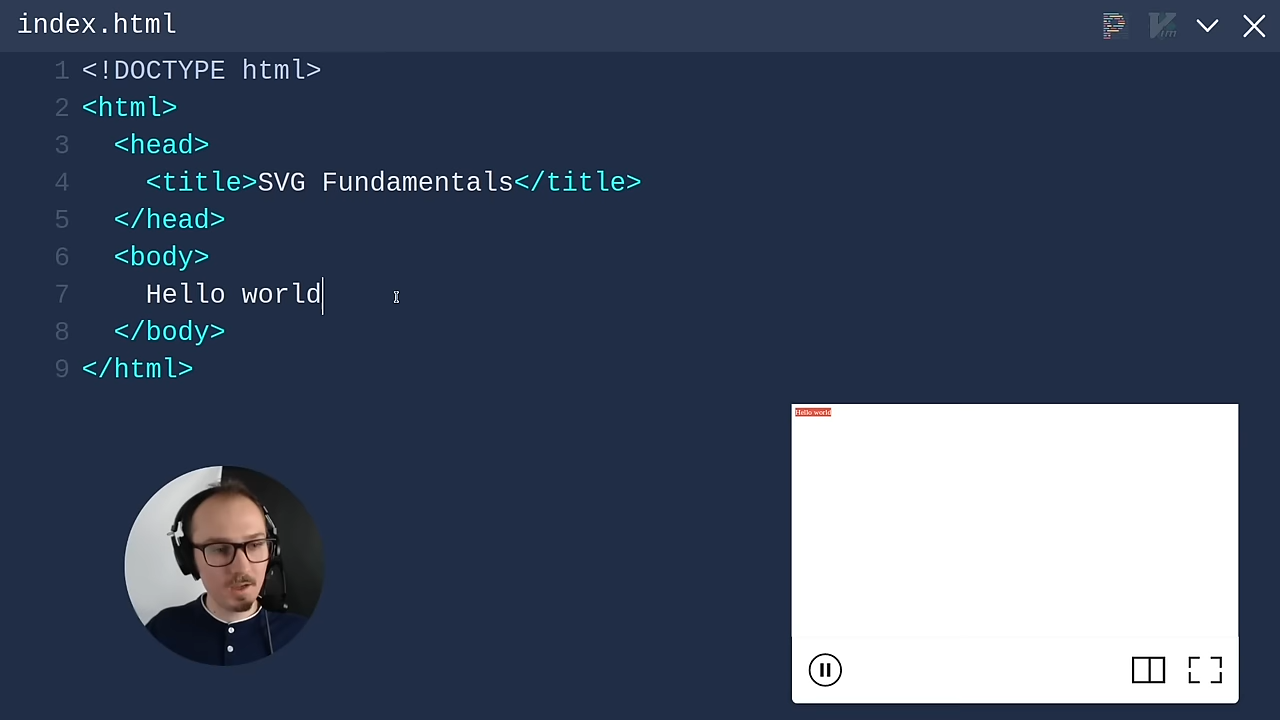 index.html
1 <!DOCTYPE html>
2 <html>
3 <head>
4 <title>SVG Fundamentals</title>
5 </head>
6 <body>
7 Hello world
8 </body>
9 </html>
Hello world